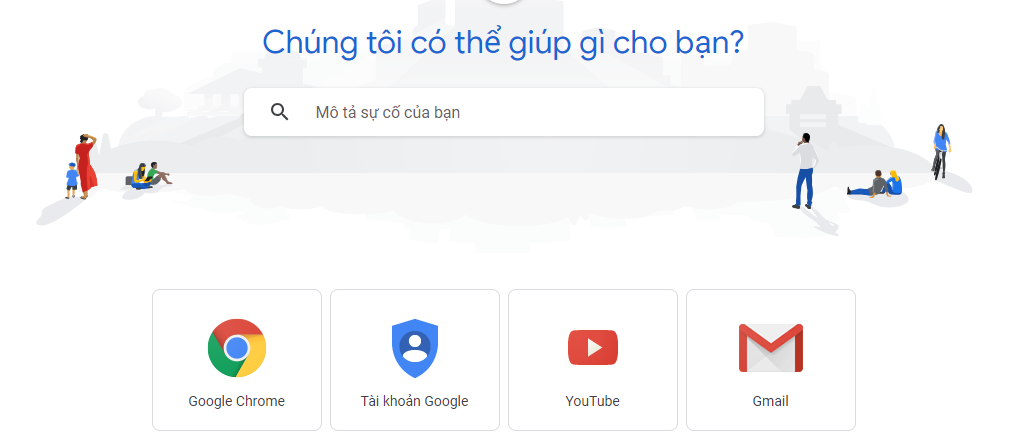 Chúng tôi có thể giúp gì cho bạn?
Mô tả sự cố của bạn
Google Chrome
Tài khoản Google
YouTube
Gmail